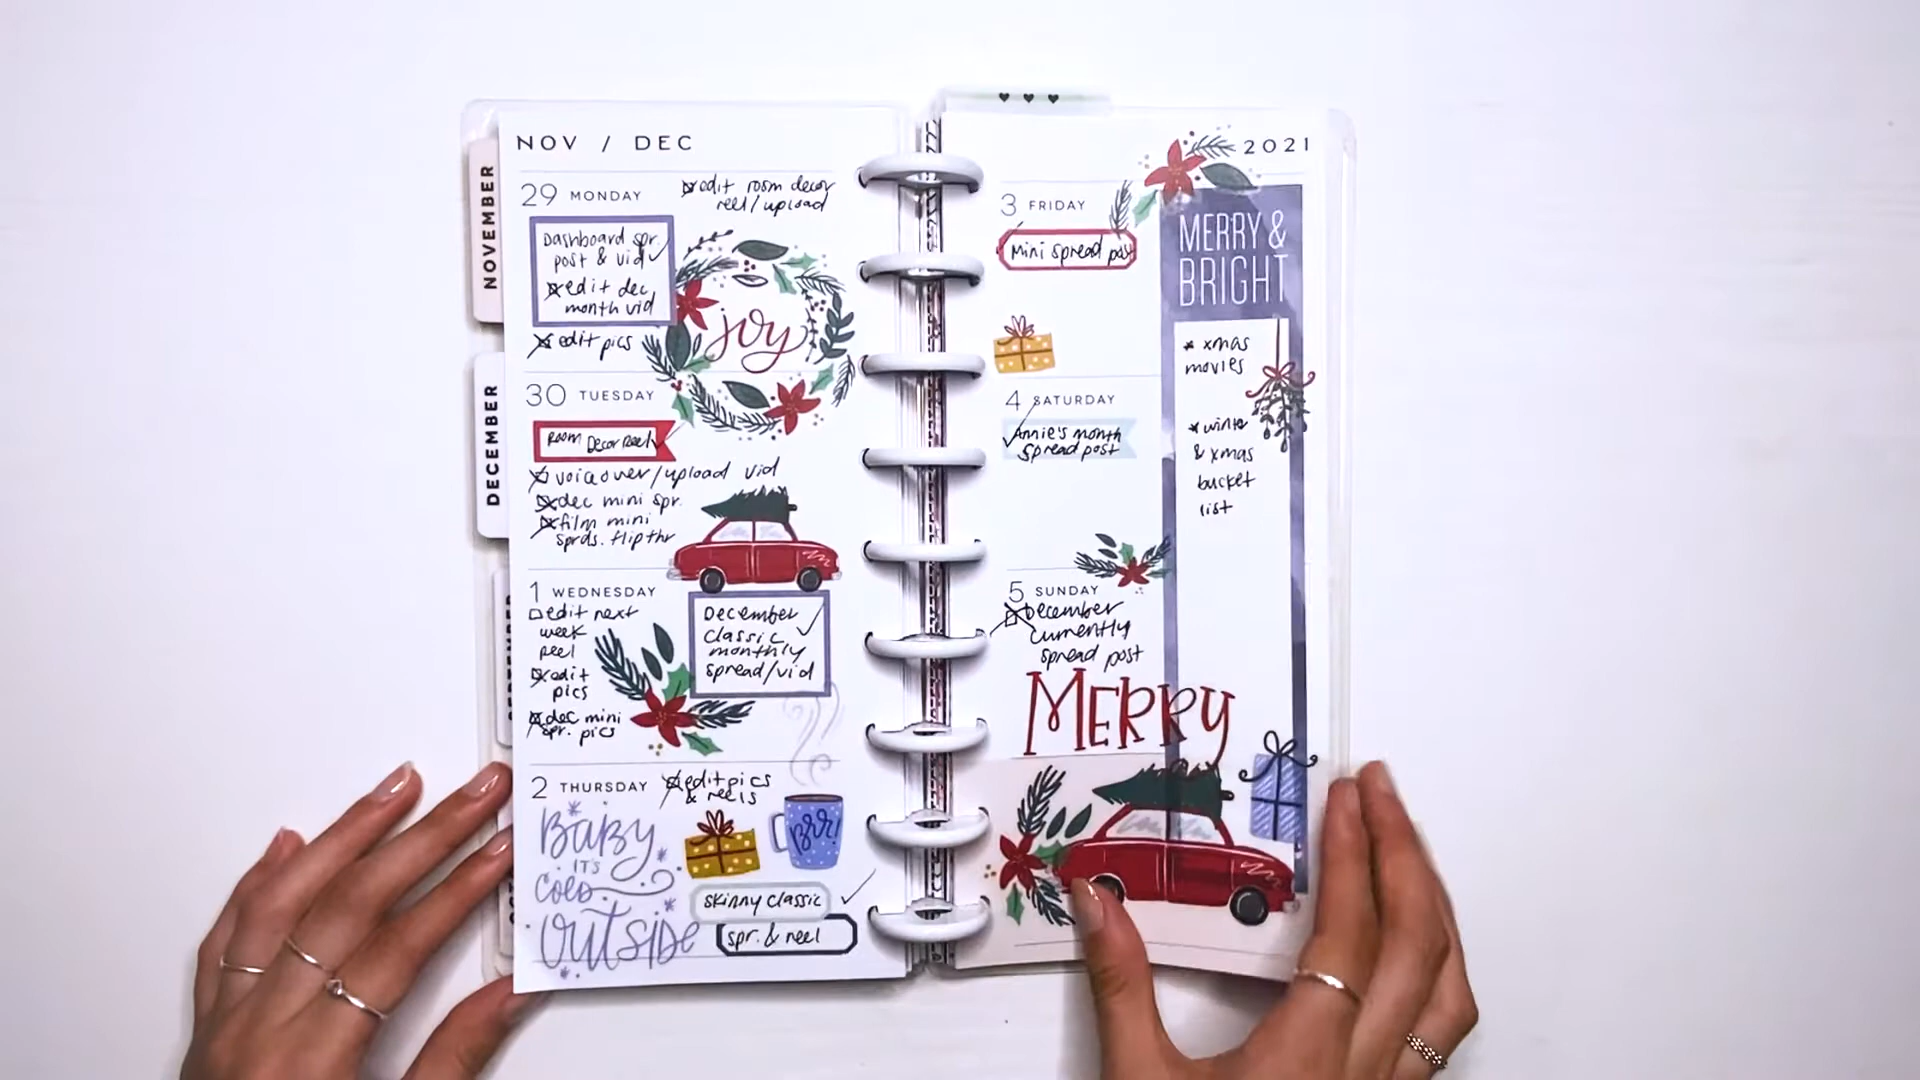 NOV / DEC
29 MONDAY
edit room decor
reel/upload
Dashboard spr.
post & vid
edit dec
month vid
edit pics
joy
30 TUESDAY
Room Decor Reel
voiceover/upload vid
dec mini spr.
film mini
sprds. flipthr
1 WEDNESDAY
edit next
week
reel
edit
pics
dec mini
spr. pics
December
classic
monthly
spread/vid
2 THURSDAY
edit pics
& reels
BABY
IT'S
COLD
OUTSIDE
BRR!
skinny classic
spr. & reel
NOVEMBER
DECEMBER
2021
3 FRIDAY
Mini spread post
4 SATURDAY
Annie's month
spread post
5 SUNDAY
December
currently
spread post
MERRY
MERRY &
BRIGHT
* xmas
movies
* winter
& xmas
bucket
list